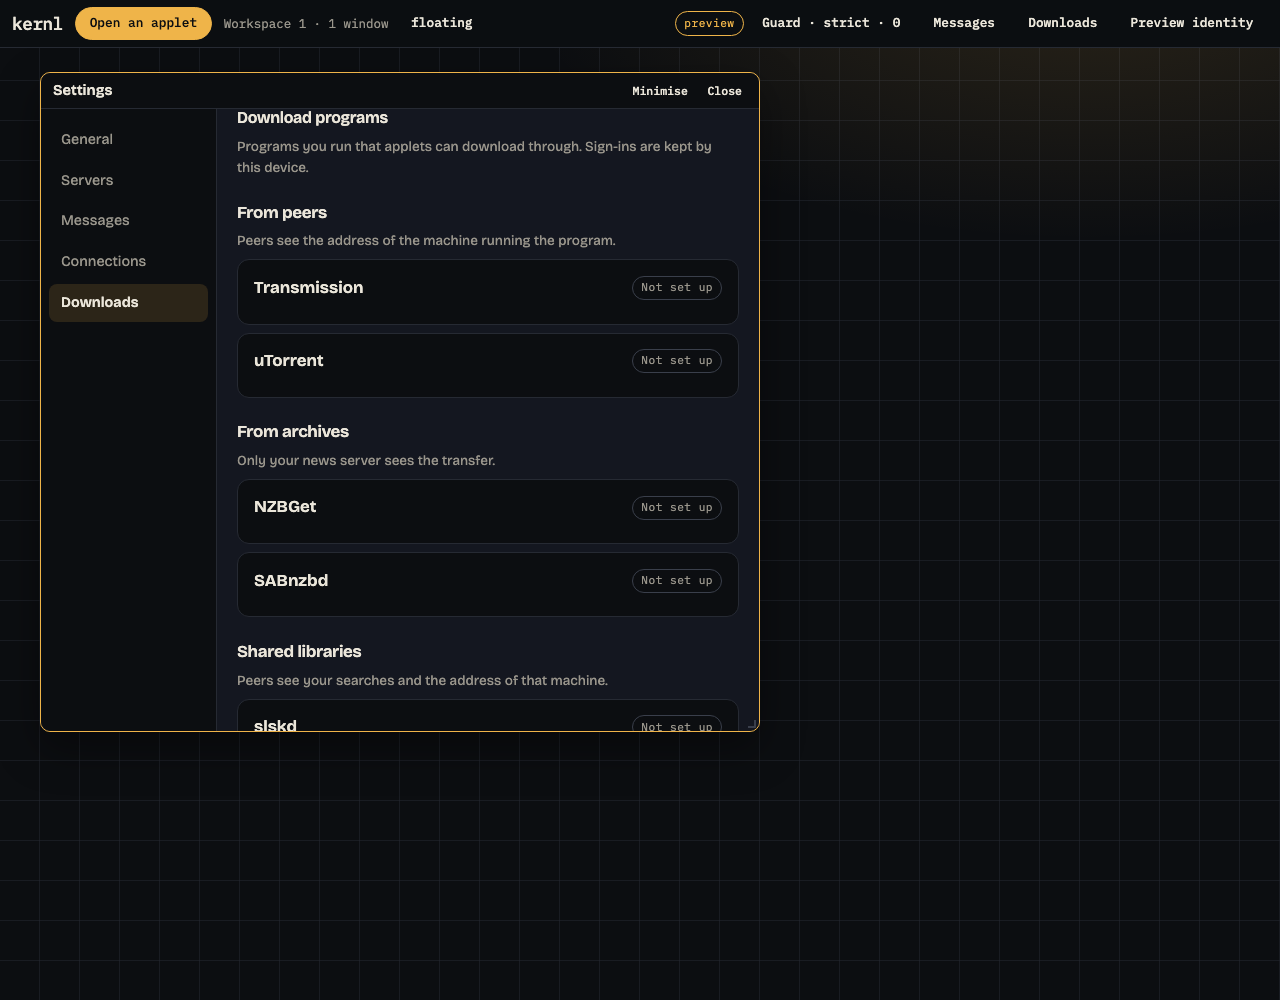 kernl
Open an applet
Workspace 1 · 1 window
floating
preview
Guard · strict · 0
Messages
Downloads
Preview identity
Settings
Minimise
Close
General
Servers
Messages
Connections
Downloads
Download programs
Programs you run that applets can download through. Sign-ins are kept by
this device.
From peers
Peers see the address of the machine running the program.
Transmission
Not set up
uTorrent
Not set up
From archives
Only your news server sees the transfer.
NZBGet
Not set up
SABnzbd
Not set up
Shared libraries
Peers see your searches and the address of that machine.
slskd
Not set up